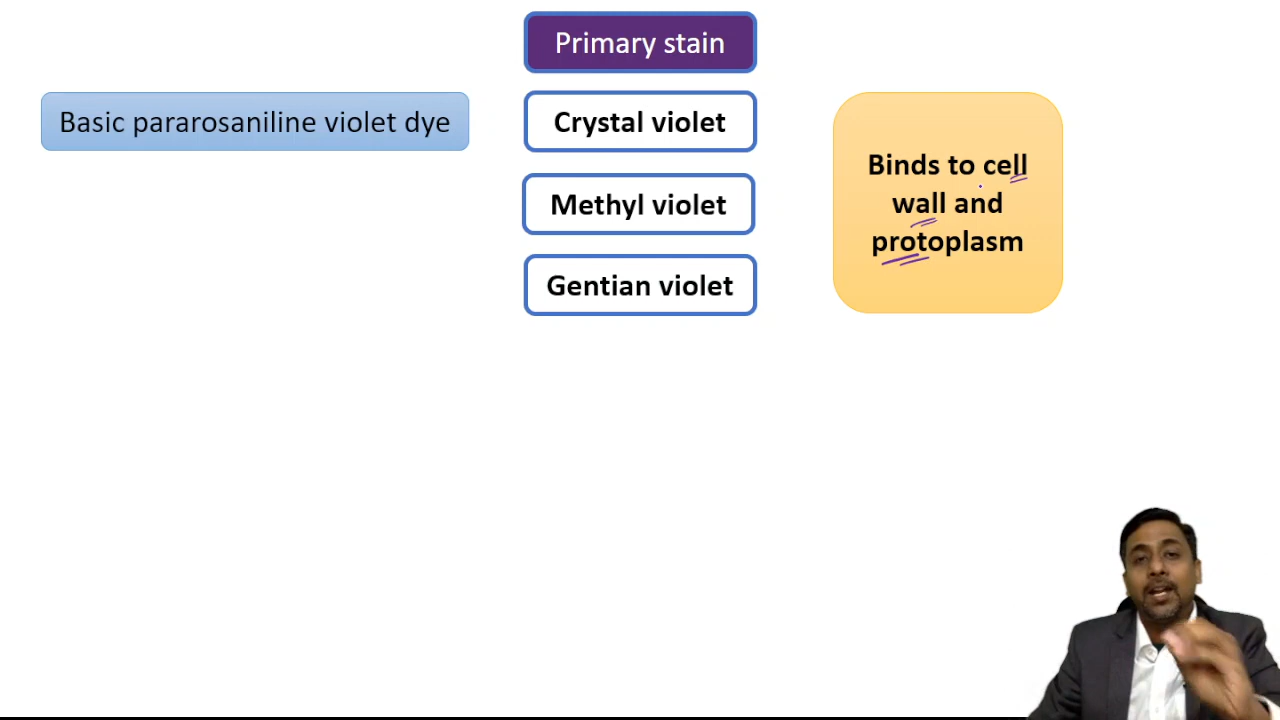 Primary stain
Basic pararosaniline violet dye
Crystal violet
Methyl violet
Gentian violet
Binds to cell
wall and
protoplasm